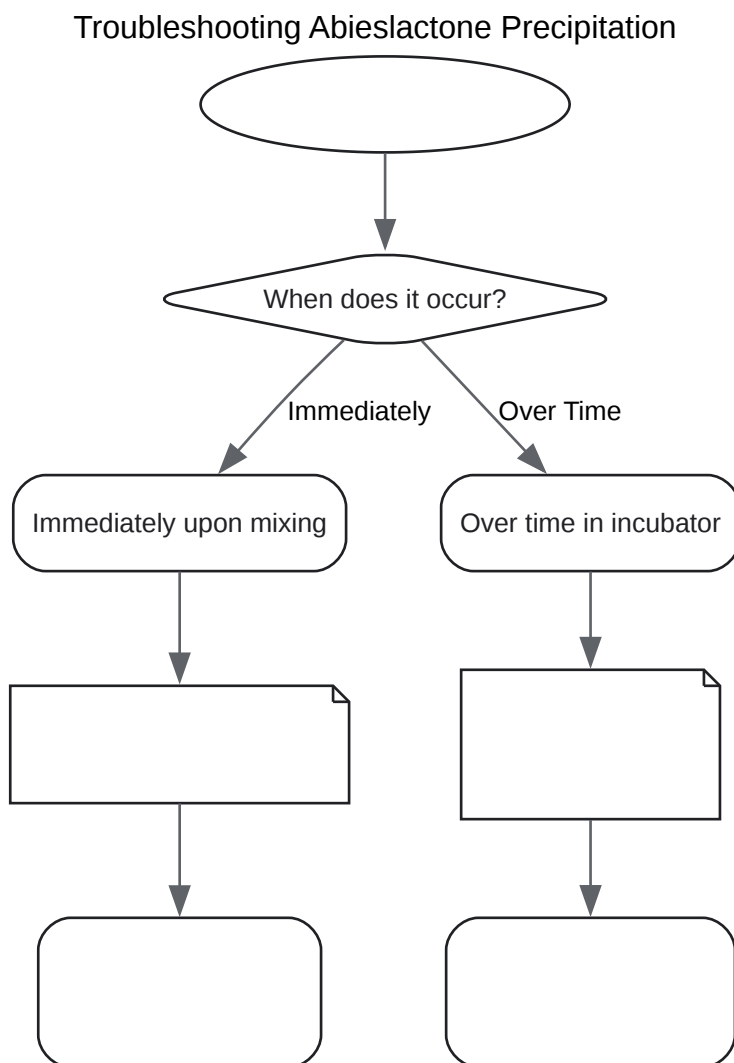 Troubleshooting Abieslactone Precipitation
When does it occur?
Immediately
Over Time
Immediately upon mixing
Over time in incubator